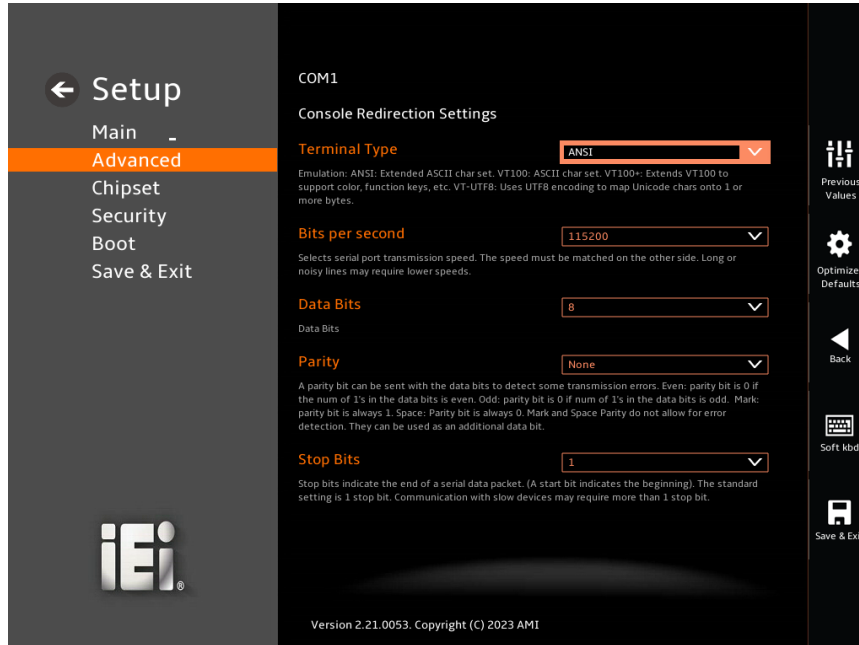 Setup
Main _
Advanced
Chipset
Security
Boot
Save & Exit
iEi®
COM1
Console Redirection Settings
Terminal Type ANSI
Emulation: ANSI: Extended ASCII char set. VT100: ASCII char set. VT100+: Extends VT100 to
support color, function keys, etc. VT-UTF8: Uses UTF8 encoding to map Unicode chars onto 1 or
more bytes.
Bits per second 115200
Selects serial port transmission speed. The speed must be matched on the other side. Long or
noisy lines may require lower speeds.
Data Bits 8
Data Bits
Parity None
A parity bit can be sent with the data bits to detect some transmission errors. Even: parity bit is 0 if
the num of 1's in the data bits is even. Odd: parity bit is 0 if num of 1's in the data bits is odd. Mark:
parity bit is always 1. Space: Parity bit is always 0. Mark and Space Parity do not allow for error
detection. They can be used as an additional data bit.
Stop Bits 1
Stop bits indicate the end of a serial data packet. (A start bit indicates the beginning). The standard
setting is 1 stop bit. Communication with slow devices may require more than 1 stop bit.
Version 2.21.0053. Copyright (C) 2023 AMI
Previous
Values
Optimize
Defaults
Back
Soft kbd
Save & Exi